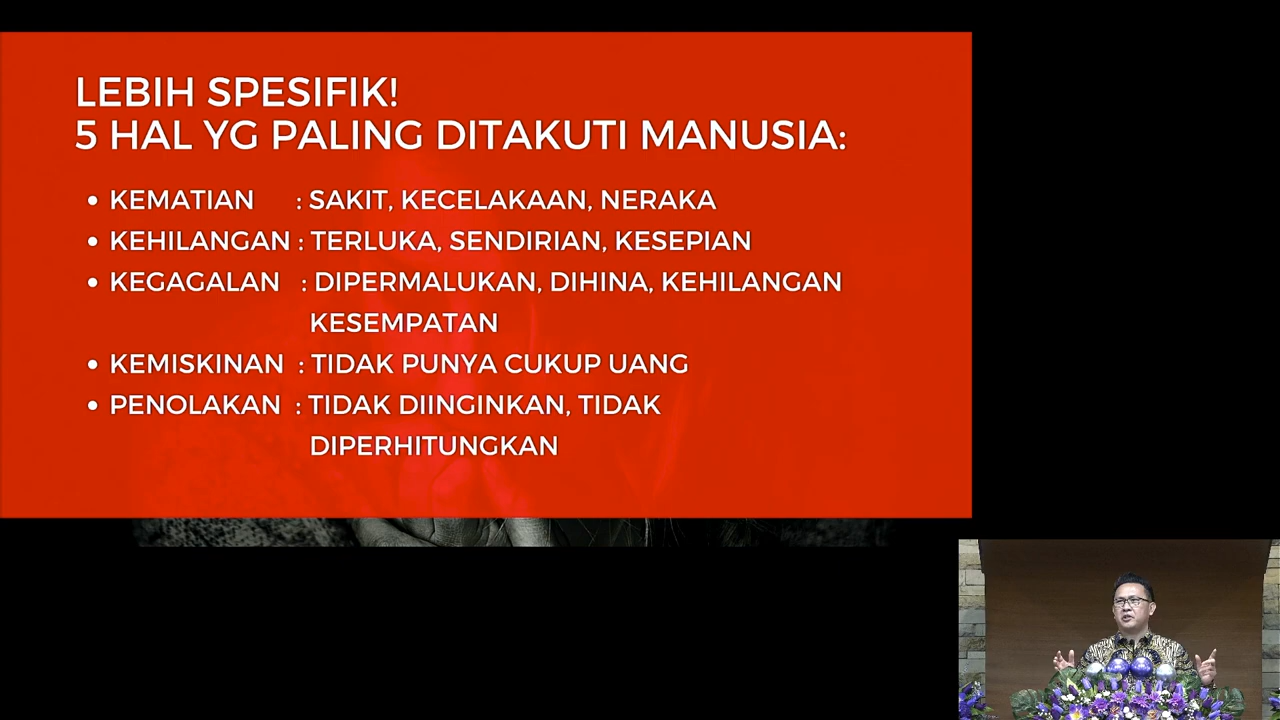 LEBIH SPESIFIK!
5 HAL YG PALING DITAKUTI MANUSIA:
• KEMATIAN : SAKIT, KECELAKAAN, NERAKA
• KEHILANGAN : TERLUKA, SENDIRIAN, KESEPIAN
• KEGAGALAN : DIPERMALUKAN, DIHINA, KEHILANGAN
KESEMPATAN
• KEMISKINAN : TIDAK PUNYA CUKUP UANG
• PENOLAKAN : TIDAK DIINGINKAN, TIDAK
DIPERHITUNGKAN